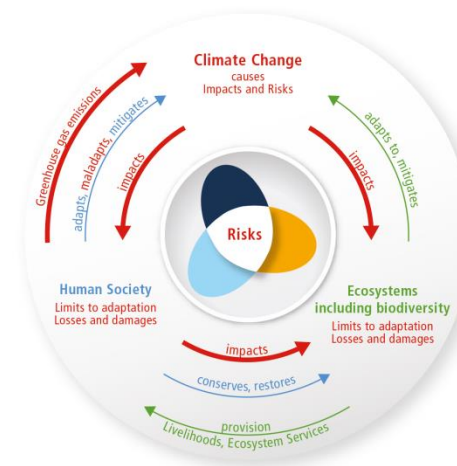 Climate Change
causes
Impacts and Risks
Greenhouse gas emissions
adapts, maladapts, mitigates
impacts
impacts
adapts to, mitigates
Risks
Human Society
Limits to adaptation
Losses and damages
Ecosystems
including biodiversity
Limits to adaptation
Losses and damages
impacts
conserves, restores
provision
Livelihoods, Ecosystem Services